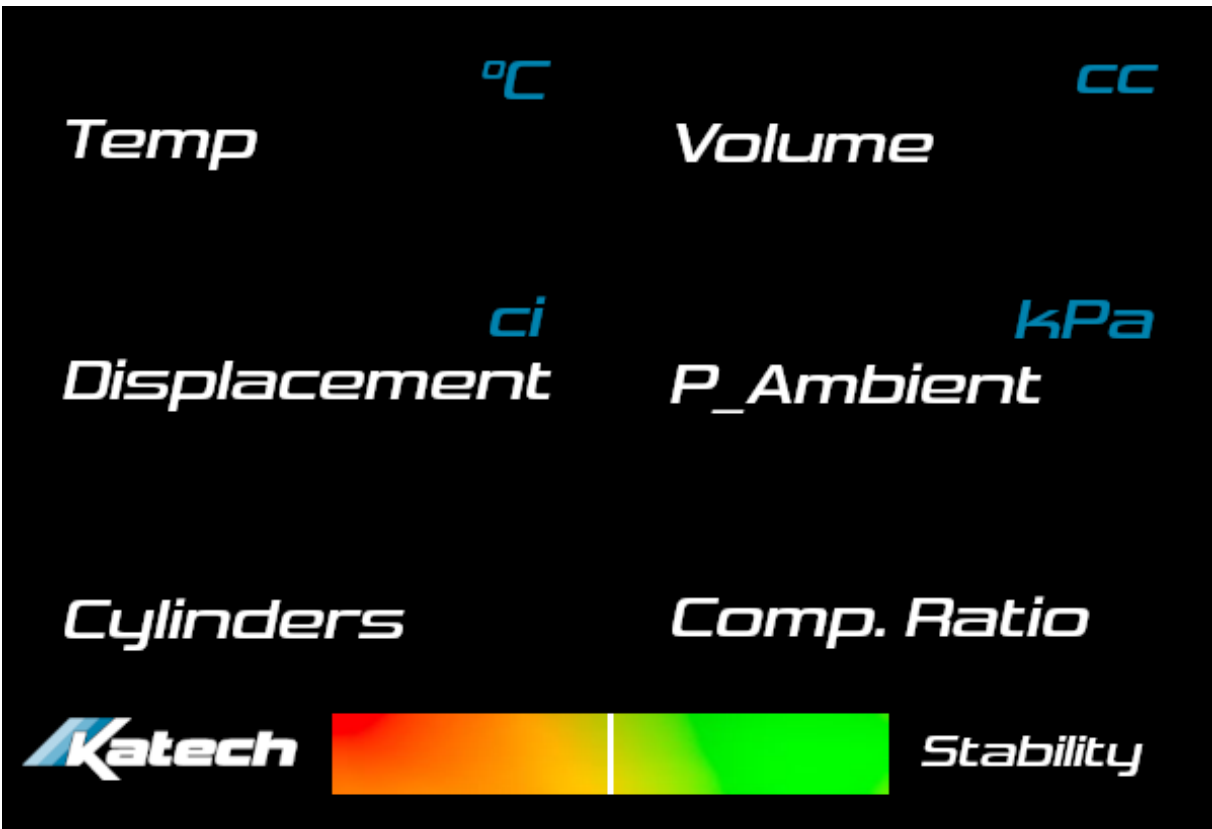 °C cc
Temp Volume
ci kPa
Displacement P_Ambient
Cylinders Comp. Ratio
Katech Stability